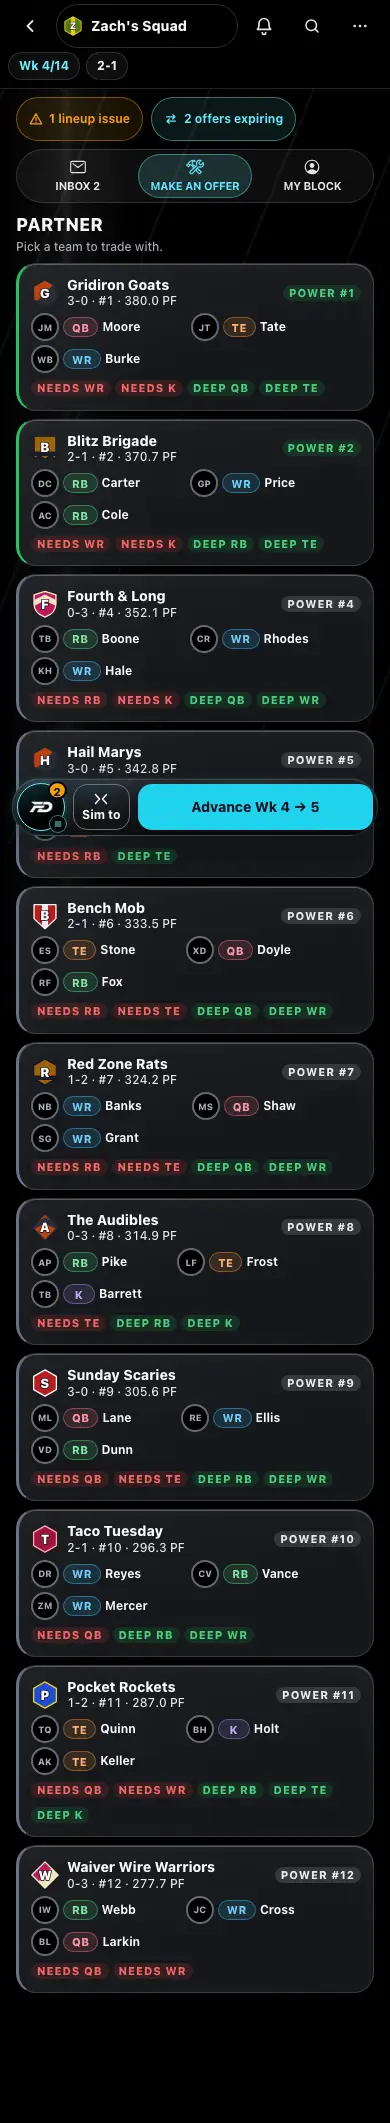 Z Zach's Squad
Wk 4/14 2-1
1 lineup issue 2 offers expiring
INBOX 2 MAKE AN OFFER MY BLOCK
PARTNER
Pick a team to trade with.
G Gridiron Goats POWER #1
3-0 · #1 · 380.0 PF
JM QB Moore JT TE Tate
WB WR Burke
NEEDS WR NEEDS K DEEP QB DEEP TE
B Blitz Brigade POWER #2
2-1 · #2 · 370.7 PF
DC RB Carter GP WR Price
AC RB Cole
NEEDS WR NEEDS K DEEP RB DEEP TE
F Fourth & Long POWER #4
0-3 · #4 · 352.1 PF
TB RB Boone CR WR Rhodes
KH WR Hale
NEEDS RB NEEDS K DEEP QB DEEP WR
H Hail Marys POWER #5
3-0 · #5 · 342.8 PF
2
Sim to Advance Wk 4 → 5
NEEDS RB DEEP TE
B Bench Mob POWER #6
2-1 · #6 · 333.5 PF
ES TE Stone XD QB Doyle
RF RB Fox
NEEDS RB NEEDS TE DEEP QB DEEP WR
R Red Zone Rats POWER #7
1-2 · #7 · 324.2 PF
NB WR Banks MS QB Shaw
SG WR Grant
NEEDS RB NEEDS TE DEEP QB DEEP WR
A The Audibles POWER #8
0-3 · #8 · 314.9 PF
AP RB Pike LF TE Frost
TB K Barrett
NEEDS TE DEEP RB DEEP K
S Sunday Scaries POWER #9
3-0 · #9 · 305.6 PF
ML QB Lane RE WR Ellis
VD RB Dunn
NEEDS QB NEEDS TE DEEP RB DEEP WR
T Taco Tuesday POWER #10
2-1 · #10 · 296.3 PF
DR WR Reyes CV RB Vance
ZM WR Mercer
NEEDS QB DEEP RB DEEP WR
P Pocket Rockets POWER #11
1-2 · #11 · 287.0 PF
TQ TE Quinn BH K Holt
AK TE Keller
NEEDS QB NEEDS WR DEEP RB DEEP TE
DEEP K
W Waiver Wire Warriors POWER #12
0-3 · #12 · 277.7 PF
IW RB Webb JC WR Cross
BL QB Larkin
NEEDS QB NEEDS WR